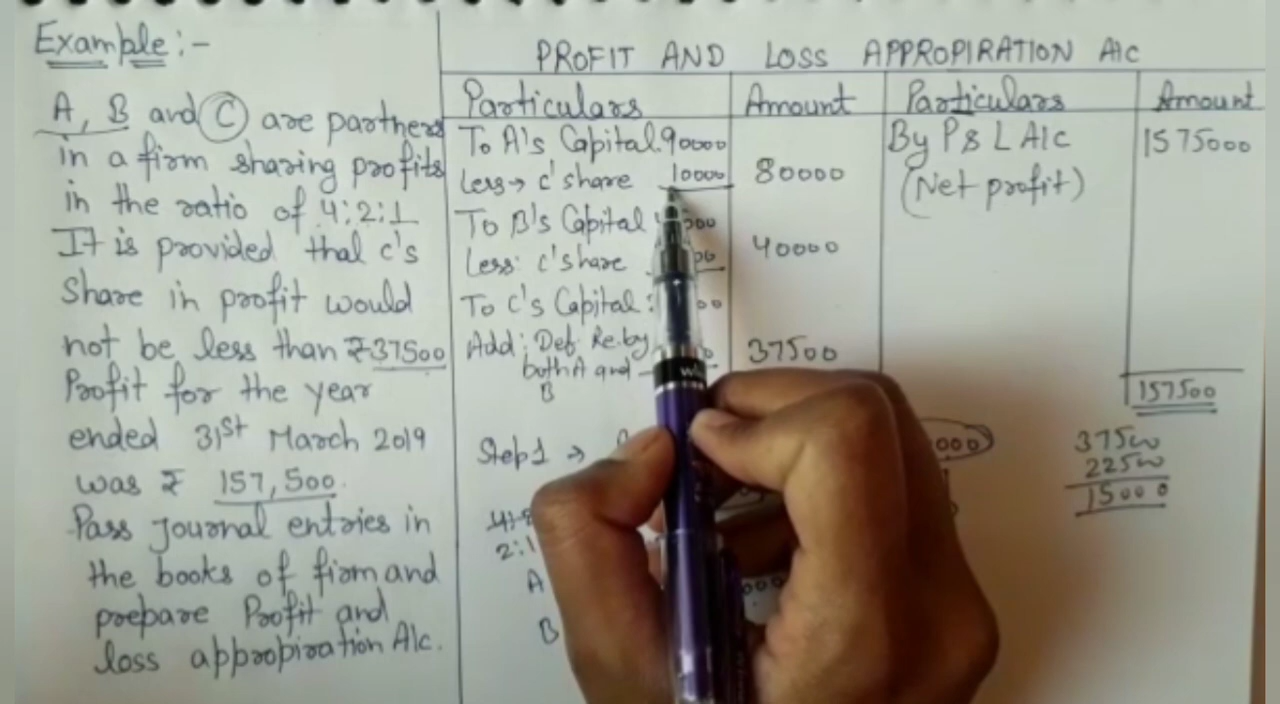 Example:-
A, B and C are partners
in a firm sharing profits
in the ratio of 4:2:1
It is provided that C's
Share in profit would
not be less than ₹37500
Profit for the year
ended 31st March 2019
was ₹ 157,500.
Pass Journal entries in
the books of firm and
prepare Profit and
loss appropiration A/c.
PROFIT AND LOSS APPROPIRATION A/C
Particulars Amount Particulars Amount
To A's Capital. 90000 By P & L A/C 1575000
Less→ C'share 10000 80000 (Net profit)
To B's Capital
Less: C'share 40000
To C's Capital:
Add: Def. Re. by 37500
both A and
B
157500
Step 1 →
37500
22500
15000
2:1
A
B